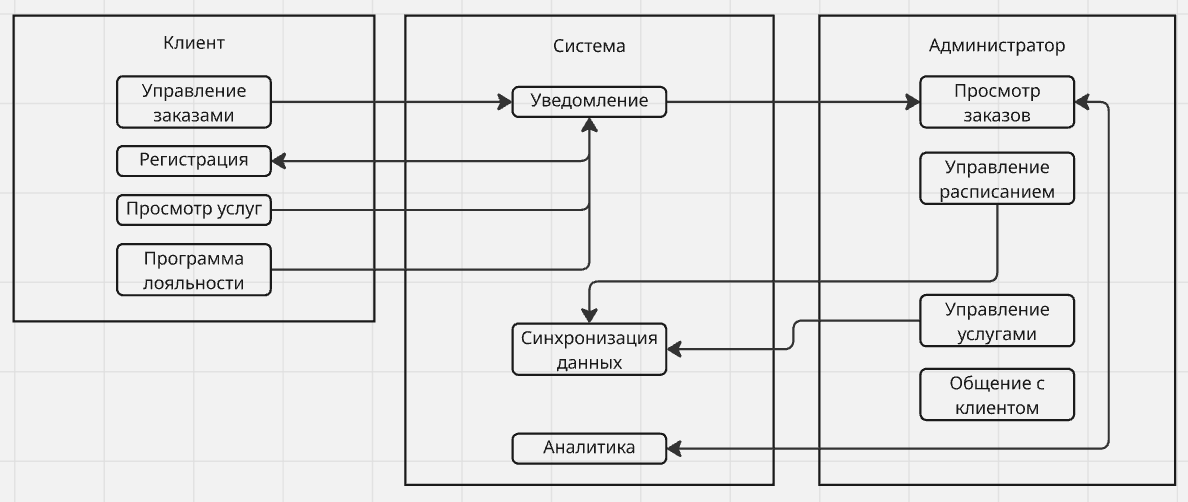 Клиент
Управление
заказами
Регистрация
Просмотр услуг
Программа
лояльности
Система
Уведомление
Синхронизация
данных
Аналитика
Администратор
Просмотр
заказов
Управление
расписанием
Управление
услугами
Общение с
клиентом